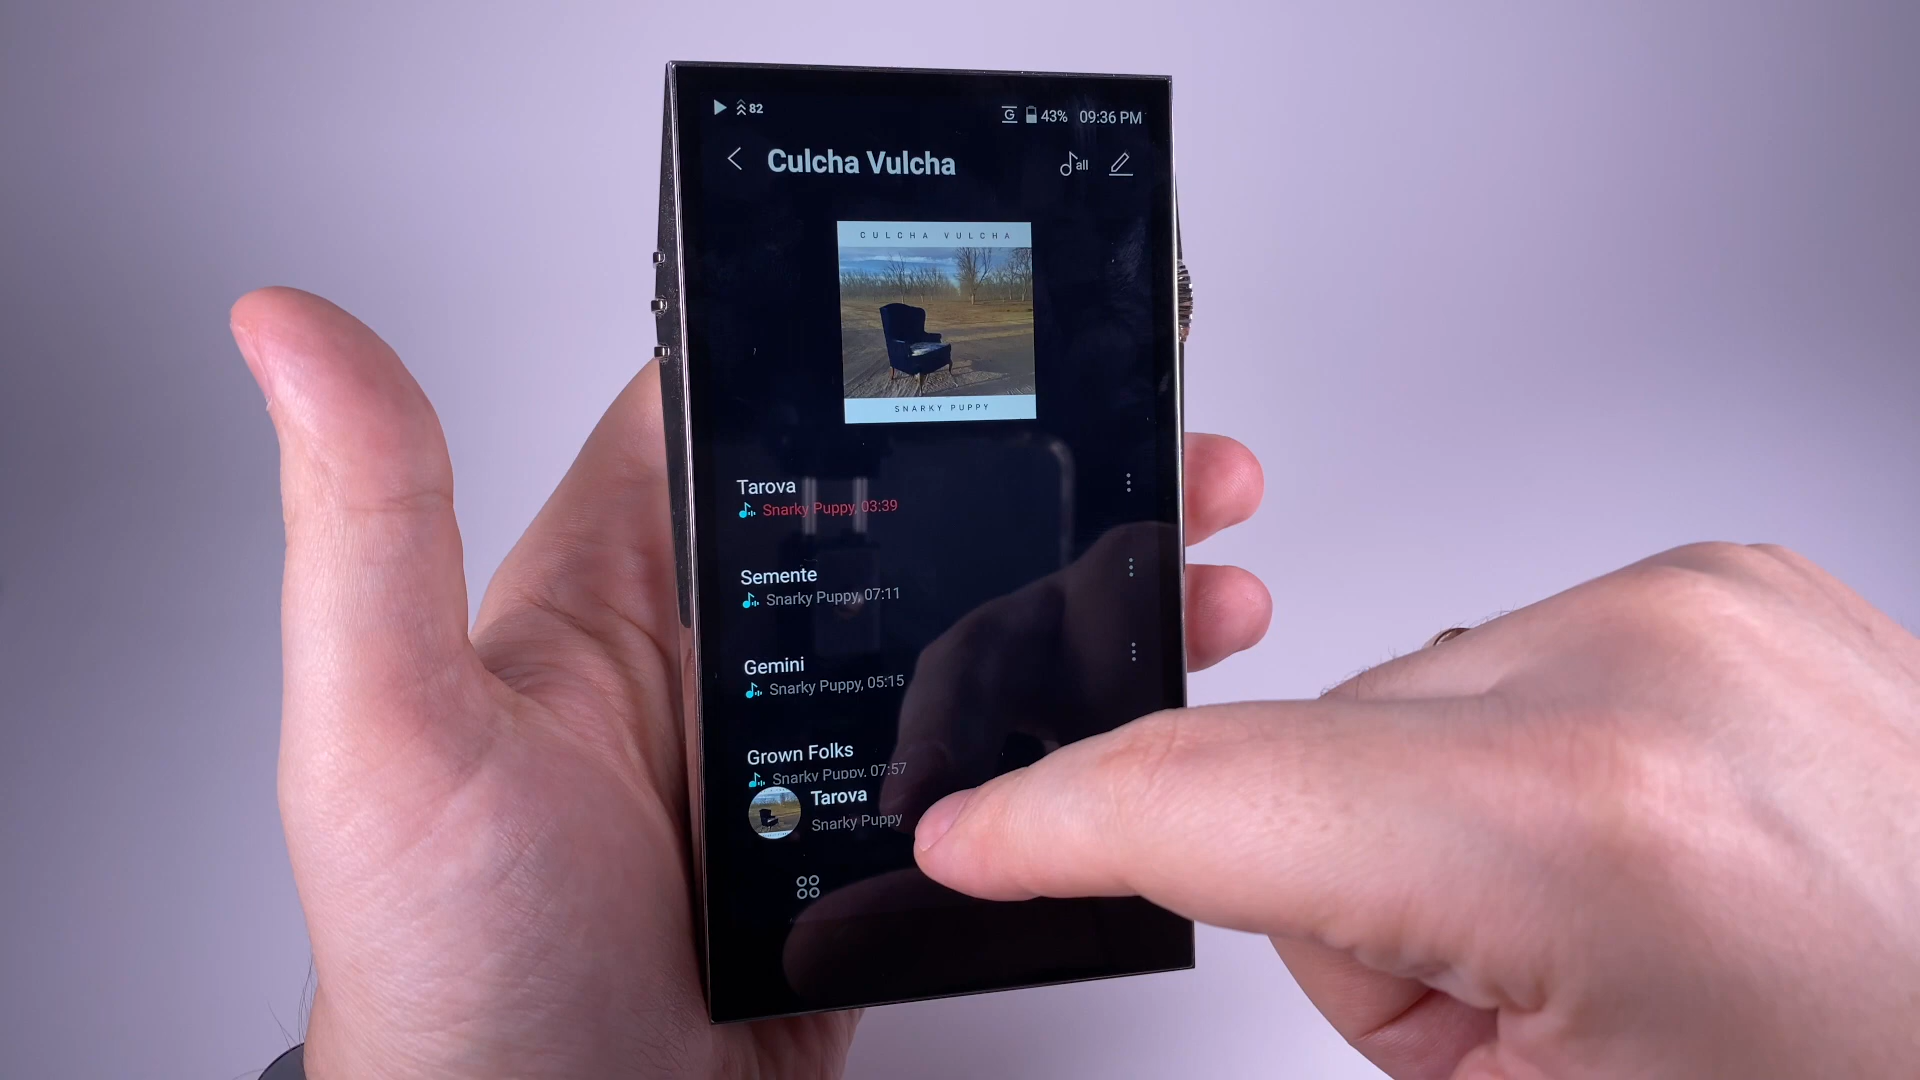 82
G 43% 09:36 PM
Culcha Vulcha
all
CULCHA VULCHA
SNARKY PUPPY
Tarova
Snarky Puppy, 03:39
Semente
Snarky Puppy, 07:11
Gemini
Snarky Puppy, 05:15
Grown Folks
Snarky Puppy, 07:57
Tarova
Snarky Puppy